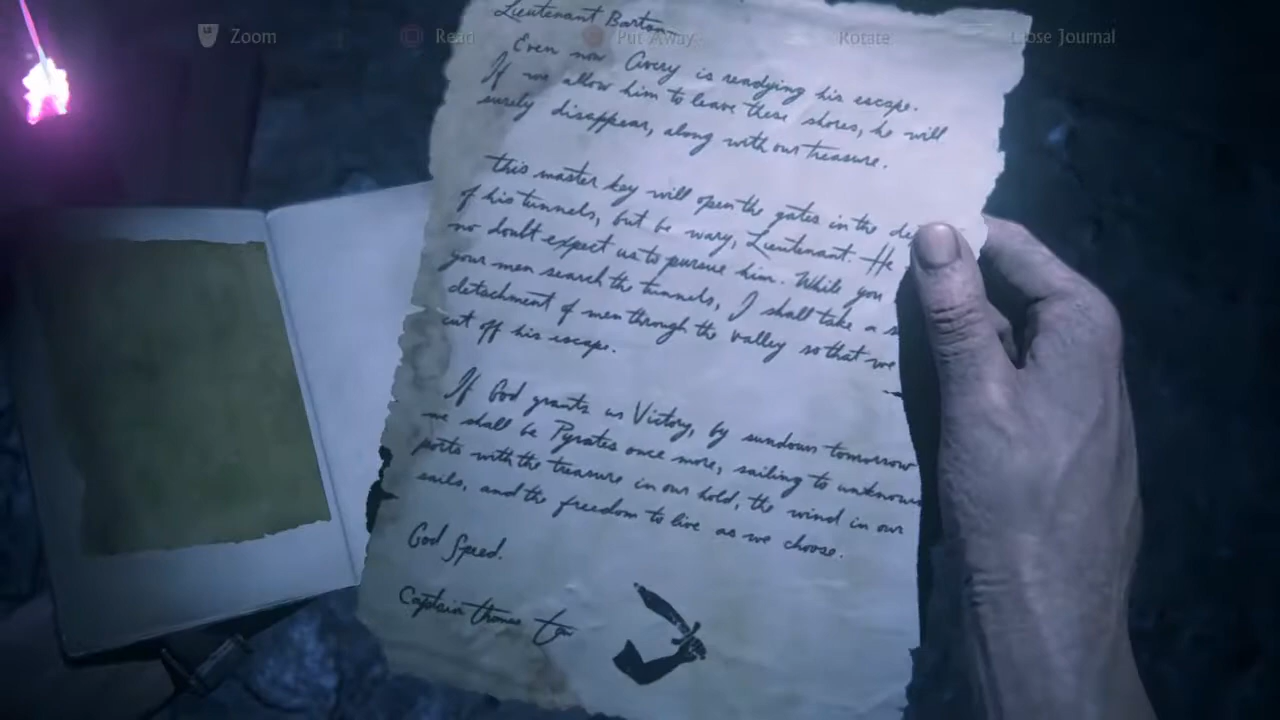 Zoom
Read
Put Away
Rotate
Close Journal
Lieutenant Barton
Even now Avery is readying his escape.
If we allow him to leave these shores, he will
surely disappear, along with our treasure.
this master key will open the gates in the
of his tunnels, but be wary, Lieutenant. He
no doubt expect us to pursue him. While you
your men search the tunnels, I shall take a
detachment of men through the valley so that we
cut off his escape.
If God grants us Victory, by sundown tomorrow
we shall be Pyrates once more, sailing to unknown
ports with the treasure in our hold, the wind in our
sails, and the freedom to live as we choose.
God Speed.
Captain Thomas Tew